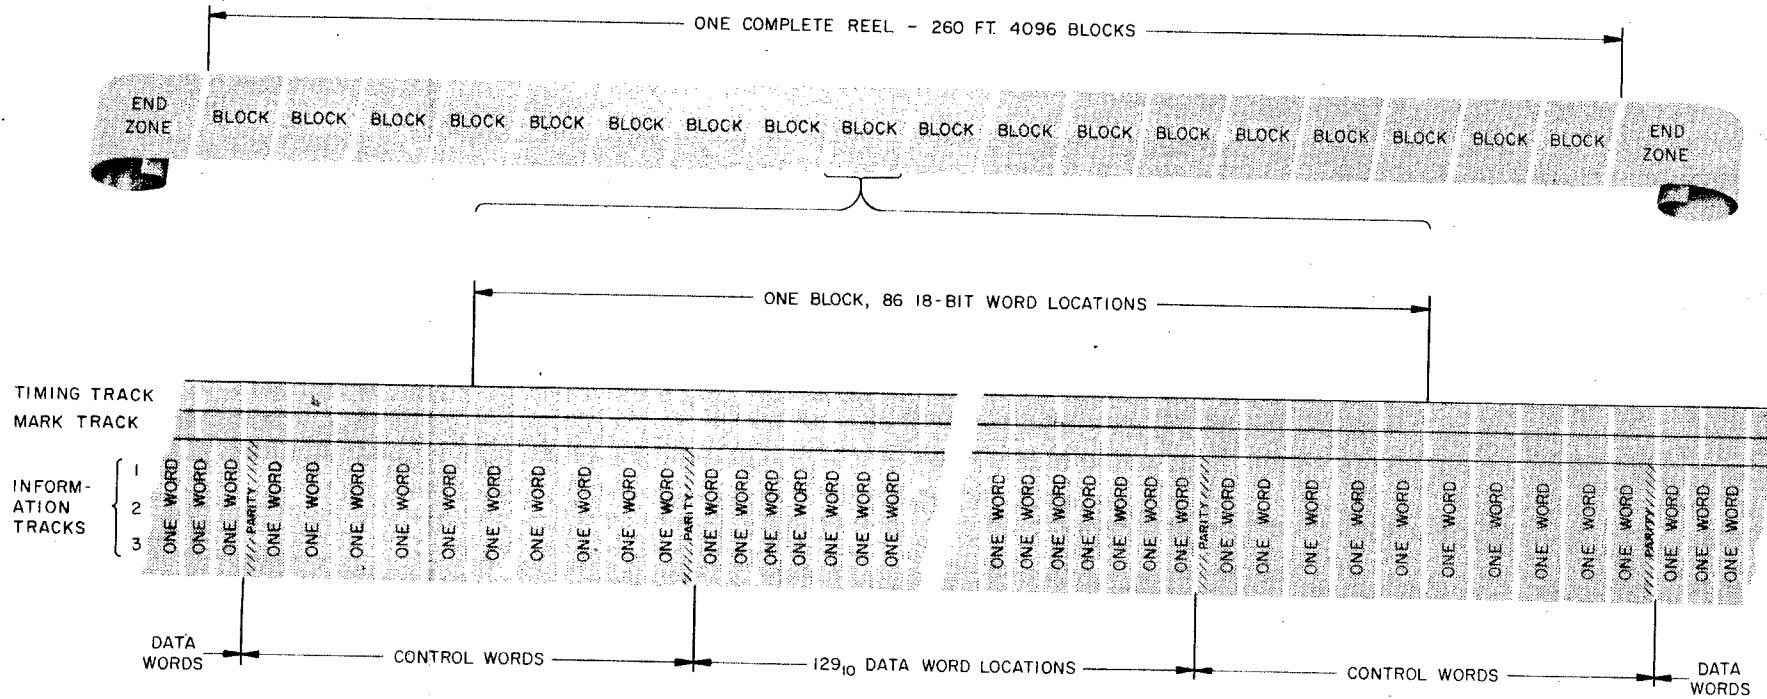 ONE COMPLETE REEL - 260 FT. 4096 BLOCKS
END
ZONE
BLOCK BLOCK BLOCK BLOCK BLOCK BLOCK BLOCK BLOCK BLOCK BLOCK BLOCK BLOCK BLOCK BLOCK BLOCK BLOCK BLOCK BLOCK
END
ZONE
ONE BLOCK, 86 18-BIT WORD LOCATIONS
TIMING TRACK
MARK TRACK
INFORM-
ATION
TRACKS
1
2
3
ONE WORD
ONE WORD
ONE WORD
PARITY
ONE WORD
ONE WORD
ONE WORD
ONE WORD
ONE WORD
ONE WORD
ONE WORD
ONE WORD
ONE WORD
ONE WORD
PARITY
ONE WORD
ONE WORD
ONE WORD
ONE WORD
ONE WORD
ONE WORD
ONE WORD
ONE WORD
ONE WORD
ONE WORD
ONE WORD
ONE WORD
ONE WORD
ONE WORD
PARITY
ONE WORD
ONE WORD
ONE WORD
ONE WORD
ONE WORD
ONE WORD
ONE WORD
ONE WORD
ONE WORD
ONE WORD
PARITY
ONE WORD
ONE WORD
ONE WORD
DATA
WORDS
CONTROL WORDS
129₁₀ DATA WORD LOCATIONS
CONTROL WORDS
DATA
WORDS